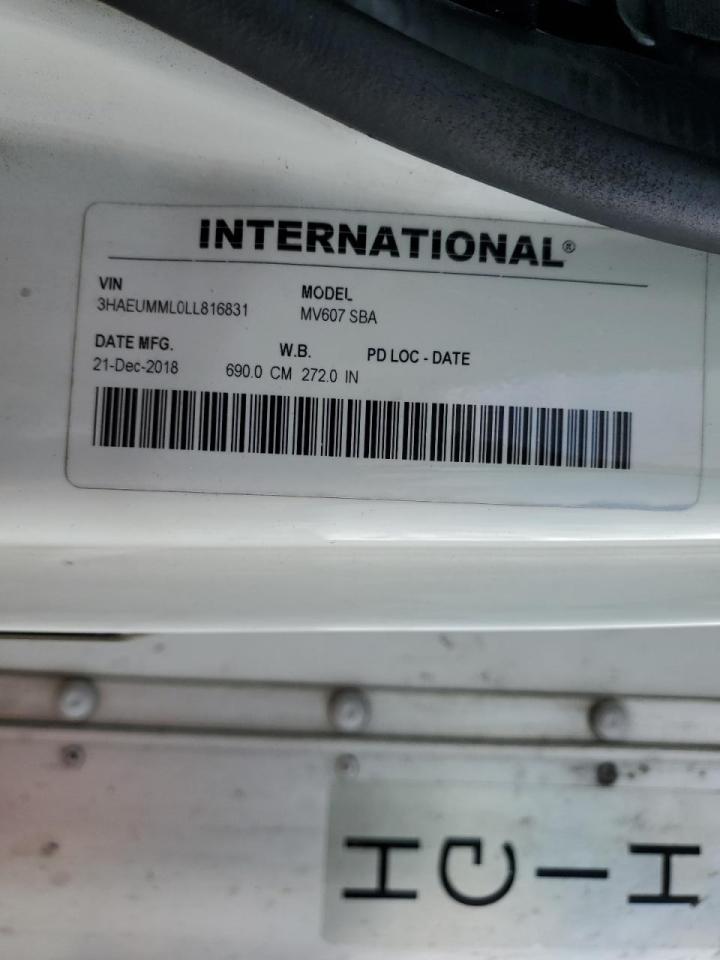 INTERNATIONAL®
VIN MODEL
3HAEUMML0LL816831 MV607 SBA
DATE MFG. W.B. PD LOC - DATE
21-Dec-2018 690.0 CM 272.0 IN
HGIH